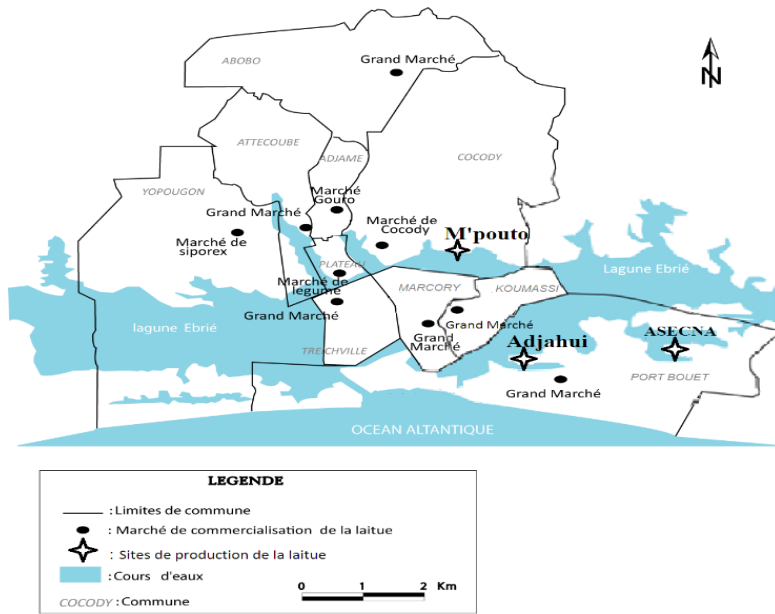 Grand Marché
ABOBO
N
ATTECOUBE
ADJAME
COCODY
YOPOUGON
Marché
Gouro
Grand Marché
Marché de
Cocody
M'pouto
Marché de
siporex
PLATEAU
Marché de
légume
Lagune Ebrié
MARCORY
KOUMASSI
Grand Marché
lagune Ebrié
Grand Marché
Grand
Marché
Adjahui
ASECNA
TREICHVILLE
PORT BOUET
Grand Marché
OCEAN ALTANTIQUE
LEGENDE
: Limites de commune
: Marché de commercialisation de la laitue
: Sites de production de la laitue
: Cours d'eaux
COCODY : Commune
0 1 2 Km